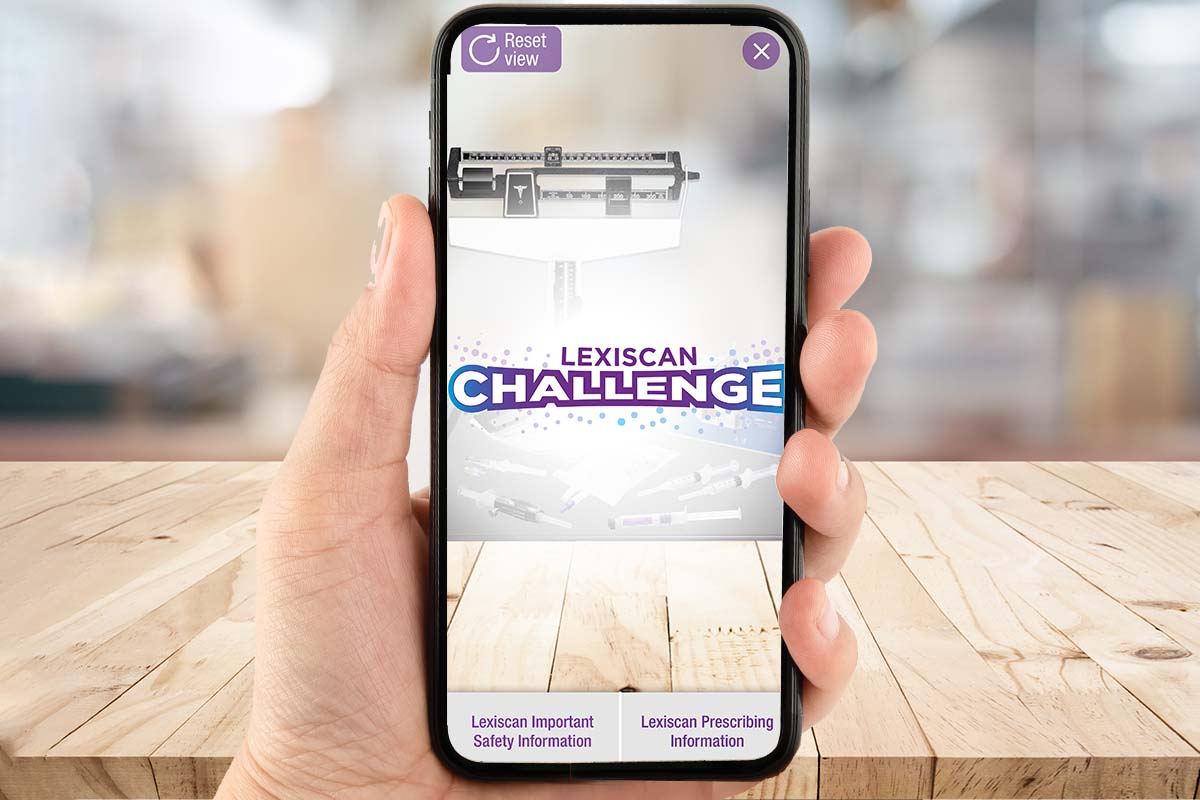 Reset
view
LEXISCAN
CHALLENGE
Lexiscan Important
Safety Information
Lexiscan Prescribing
Information